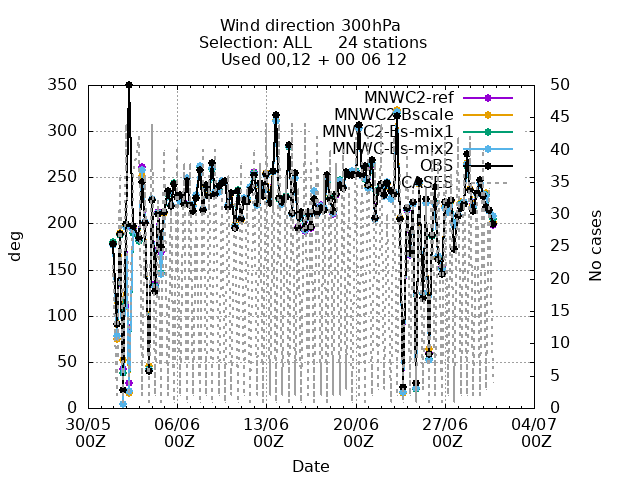 Wind direction 300hPa
Selection: ALL 24 stations
Used 00,12 + 00 06 12
350 50
MNWC2-ref
45
MNWC2-Bscale
300
MNWC2-Bs-mix1
40
MNWC-Bs-mix2
OBS
250 35
CASES
30
200
25
deg No cases
150 20
15
100
10
50
5
0 0
30/05 06/06 13/06 20/06 27/06 04/07
00Z 00Z 00Z 00Z 00Z 00Z
Date